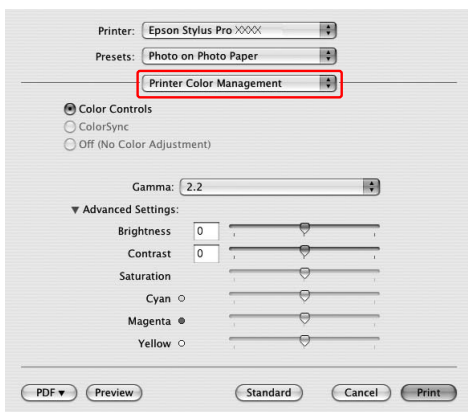 Printer: Epson Stylus Pro XXXX
Presets: Photo on Photo Paper
Printer Color Management
Color Controls
ColorSync
Off (No Color Adjustment)
Gamma: 2.2
Advanced Settings:
Brightness 0
Contrast 0
Saturation
Cyan
Magenta
Yellow
PDF Preview Standard Cancel Print